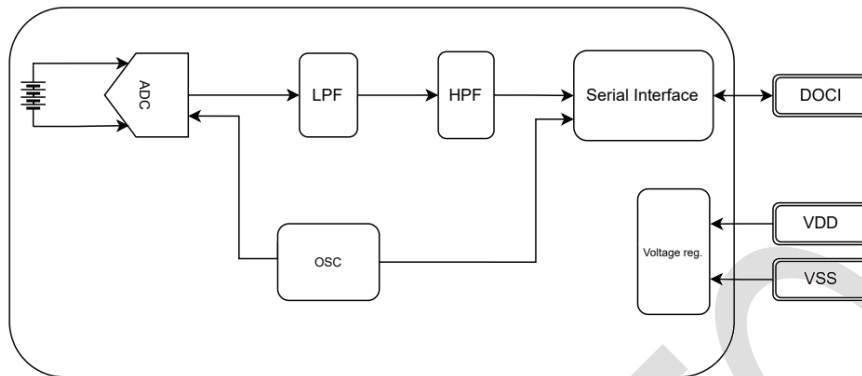 ADC
LPF
HPF
Serial Interface
DOCI
OSC
Voltage reg.
VDD
VSS